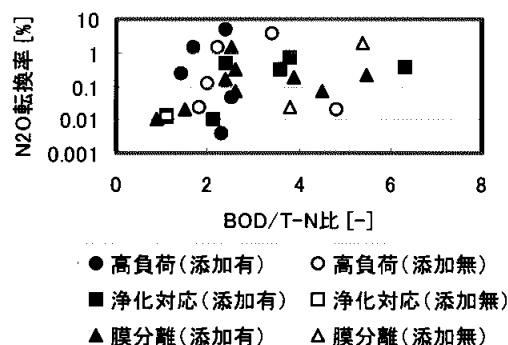 10
1
0.1
0.01
0.001
N2O転換率 [%]
0 2 4 6 8
BOD/T-N比 [-]
●高負荷(添加有) ○高負荷(添加無)
■浄化対応(添加有) □浄化対応(添加無)
▲膜分離(添加有) △膜分離(添加無)